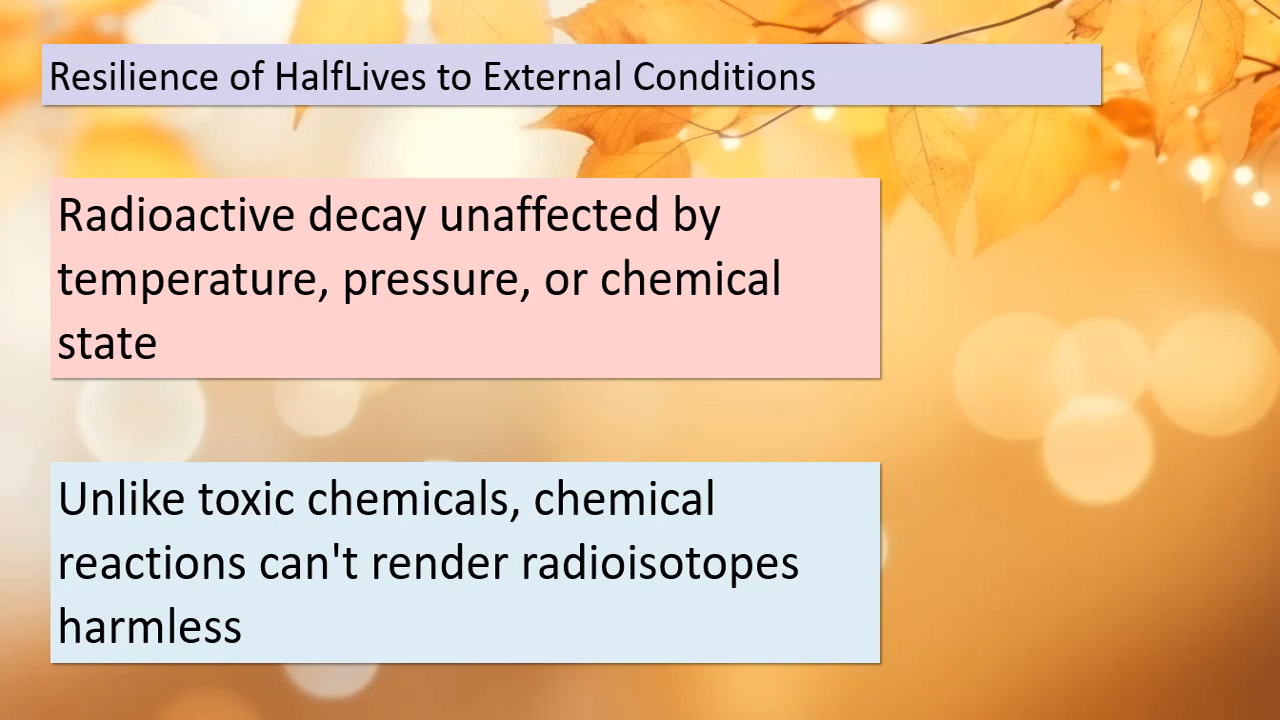 Resilience of HalfLives to External Conditions
Radioactive decay unaffected by
temperature, pressure, or chemical
state
Unlike toxic chemicals, chemical
reactions can't render radioisotopes
harmless